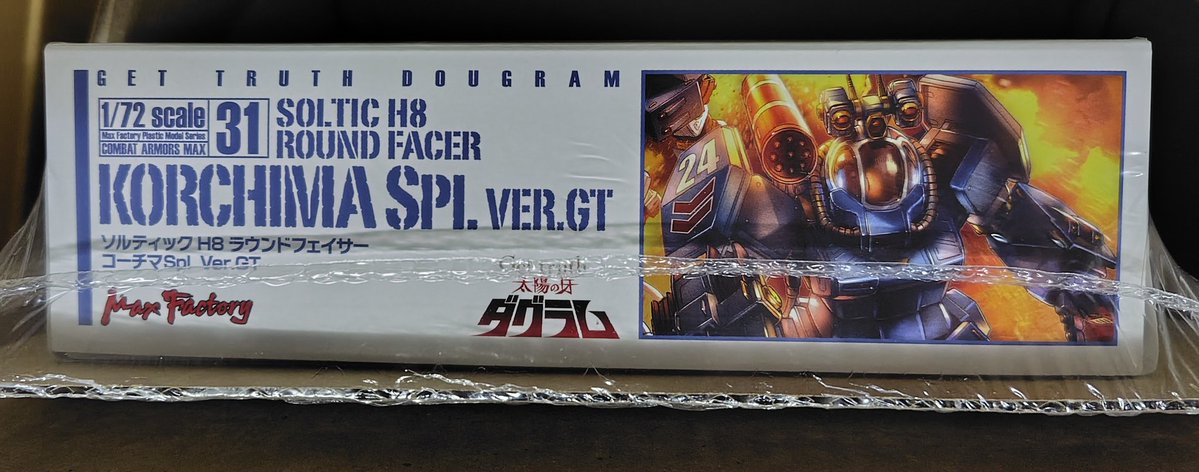 GET TRUTH DOUGRAM
1/72 scale
Max Factory Plastic Model Series
COMBAT ARMORS MAX
31
SOLTIC H8
ROUND FACER
KORCHIMA SPL VER.GT
ソルティック H8 ラウンドフェイサー
コーチマSpl Ver.GT
Max Factory
Get truth
太陽の牙
ダグラム
24